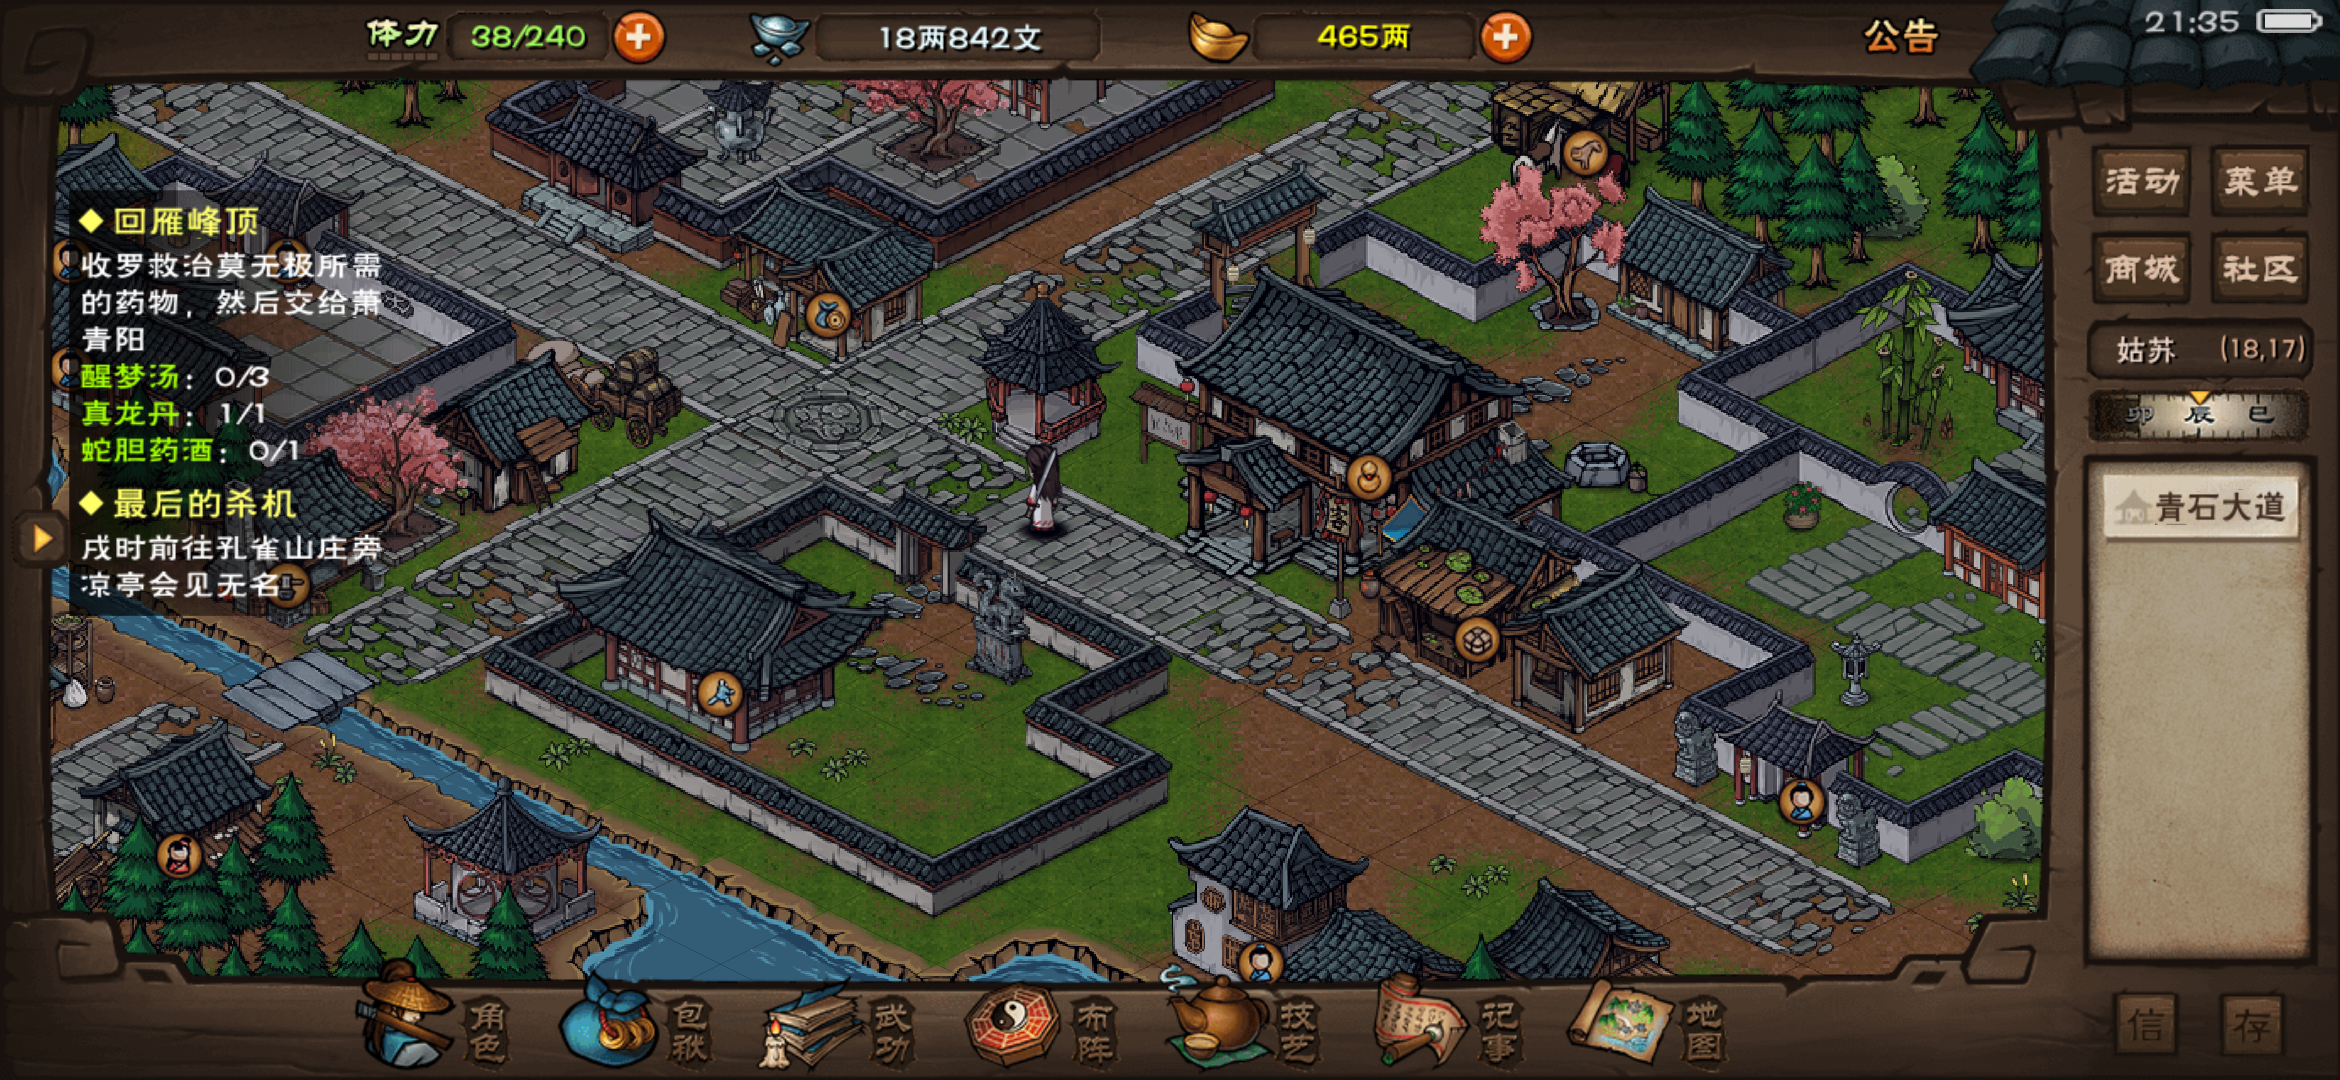 体力 38/240 18两842文 465两 公告 21:35
活动 菜单
商城 社区
姑苏 (18,17)
卯 辰 巳
青石大道
回雁峰顶
收罗救治莫无极所需
的药物，然后交给萧
青阳
醒梦汤：0/3
真龙丹：1/1
蛇胆药酒：0/1
最后的杀机
戌时前往孔雀山庄旁
凉亭会见无名
客
角色 包袱 武功 布阵 技艺 记事 地图
信 存